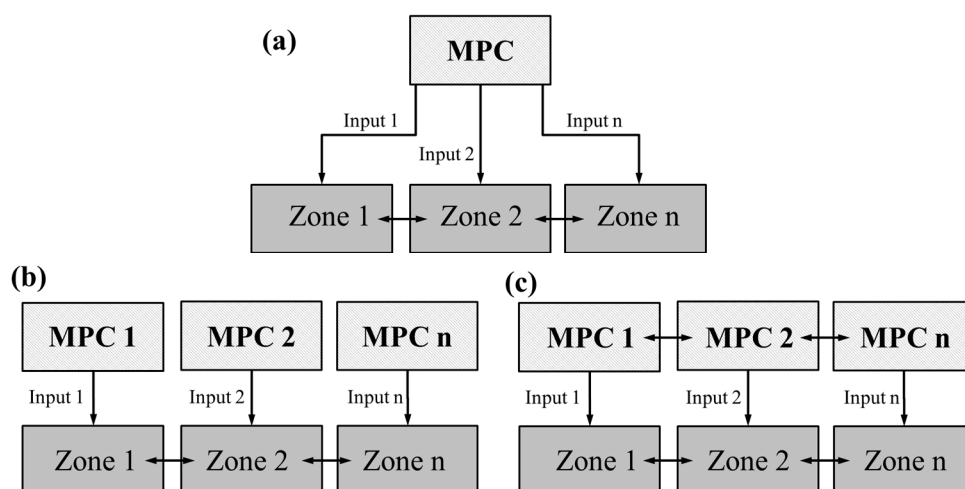 (a)
MPC
Input 1
Input 2
Input n
Zone 1
Zone 2
Zone n
(b)
MPC 1
MPC 2
MPC n
Input 1
Input 2
Input n
Zone 1
Zone 2
Zone n
(c)
MPC 1
MPC 2
MPC n
Input 1
Input 2
Input n
Zone 1
Zone 2
Zone n